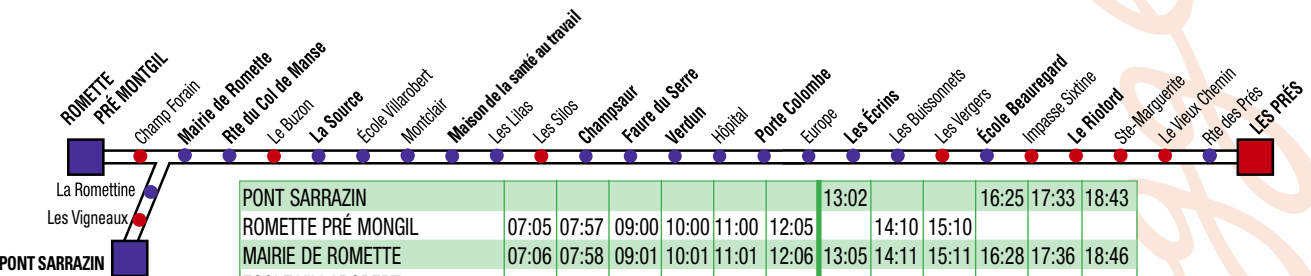 ROMETTE
PRÉ MONTGIL
Champ Forain
Mairie de Romette
Rte du Col de Manse
Le Buzon
La Source
École Villarobert
Montclair
Maison de la santé au travail
Les Lilas
Les Silos
Champsaur
Faure du Serre
Verdun
Hôpital
Porte Colombe
Europe
Les Écrins
Les Buissonnets
Les Vergers
École Beauregard
Impasse Sixtine
Le Riolord
Ste-Marguerite
Le Vieux Chemin
Rte des Prés
LES PRÉS
La Romettine
Les Vigneaux
PONT SARRAZIN
PONT SARRAZIN 13:02 16:25 17:33 18:43
ROMETTE PRÉ MONGIL 07:05 07:57 09:00 10:00 11:00 12:05 14:10 15:10
MAIRIE DE ROMETTE 07:06 07:58 09:01 10:01 11:01 12:06 13:05 14:11 15:11 16:28 17:36 18:46